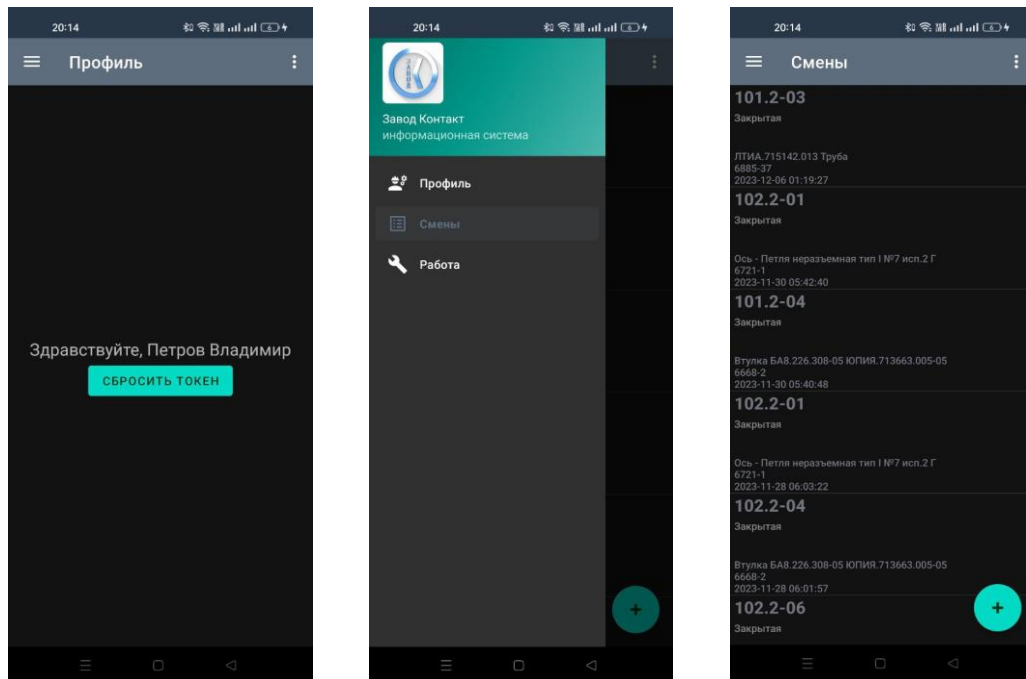 20:14
Профиль
Здравствуйте, Петров Владимир
СБРОСИТЬ ТОКЕН
20:14
Завод Контакт
информационная система
Профиль
Смены
Работа
+
20:14
Смены
101.2-03
Закрытая
ЛТИА.715142.013 Труба
6885-37
2023-12-06 01:19:27
102.2-01
Закрытая
Ось - Петля неразъемная тип I №7 исп.2 Г
6721-1
2023-11-30 05:42:40
101.2-04
Закрытая
Втулка БА8.226.308-05 ЮПИЯ.713663.005-05
6668-2
2023-11-30 05:40:48
102.2-01
Закрытая
Ось - Петля неразъемная тип I №7 исп.2 Г
6721-1
2023-11-28 06:03:22
102.2-04
Закрытая
Втулка БА8.226.308-05 ЮПИЯ.713663.005-05
6668-2
2023-11-28 06:01:57
102.2-06
Закрытая
+